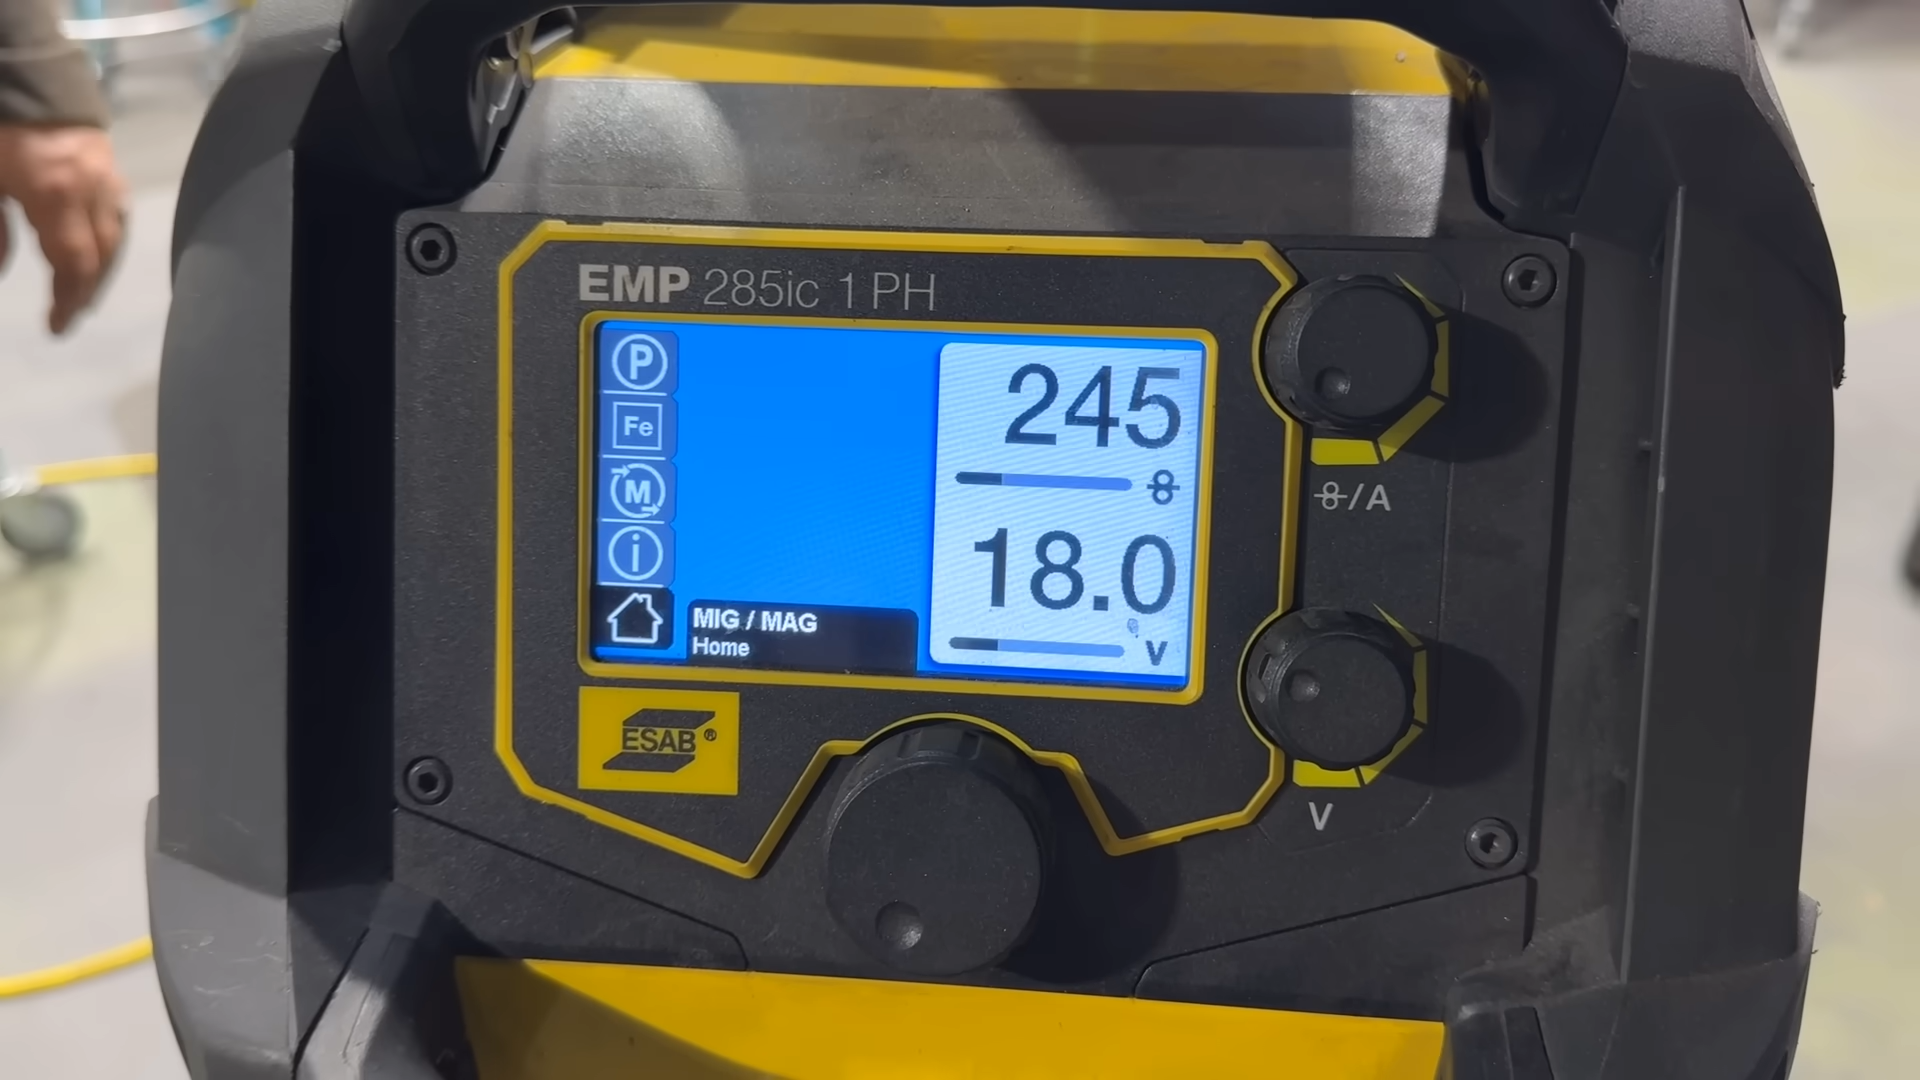 EMP 285ic 1 PH
P
Fe
M
i
MIG / MAG
Home
245
18.0
V
/A
V
ESAB®